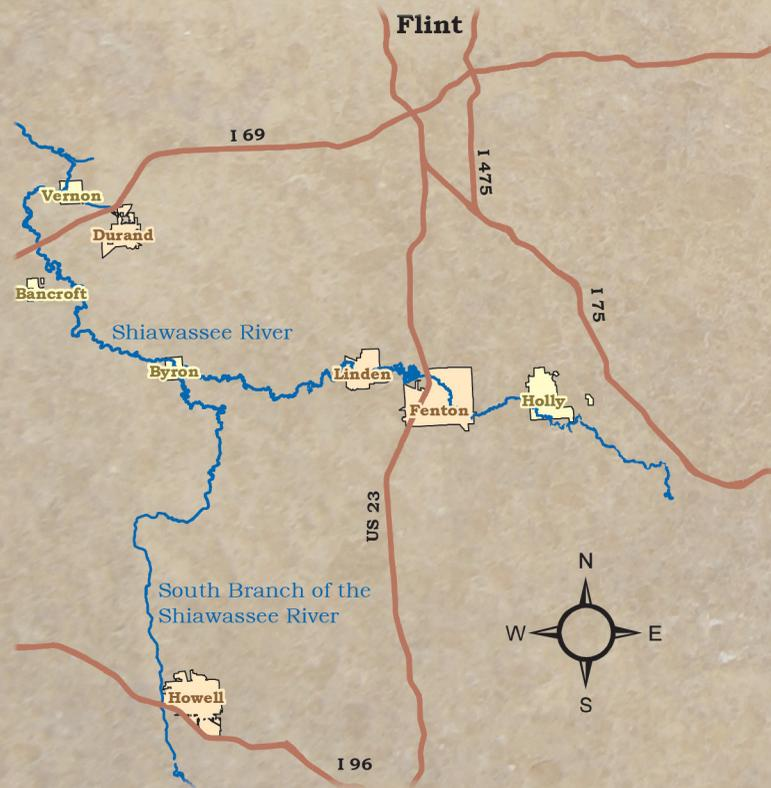 Flint
I 69
I 475
Vernon
Durand
Bancroft
I 75
Shiawassee River
Byron
Linden
Fenton
Holly
US 23
N
South Branch of the
Shiawassee River
W
E
S
Howell
I 96